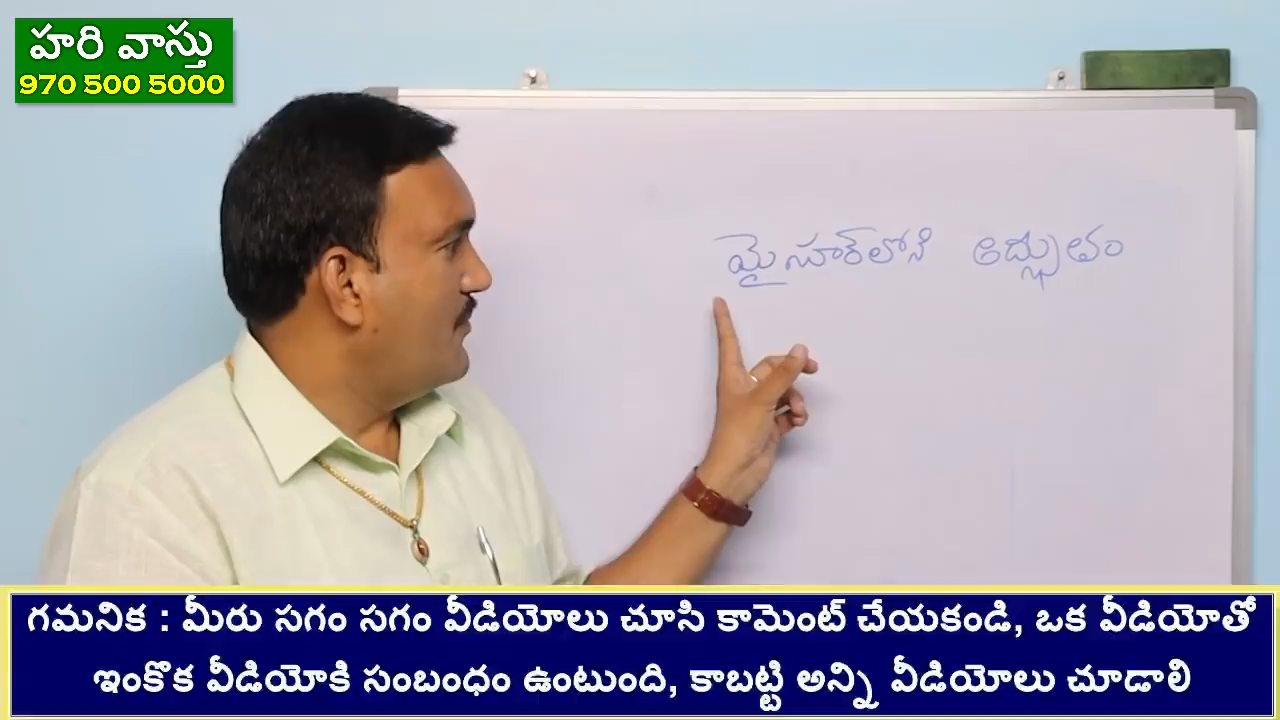 హరి వాస్తు
970 500 5000
మైసూర్‌లోని అద్భుతం
గమనిక : మీరు సగం సగం వీడియోలు చూసి కామెంట్ చేయకండి, ఒక వీడియోతో
ఇంకొక వీడియోకి సంబంధం ఉంటుంది, కాబట్టి అన్ని వీడియోలు చూడాలి